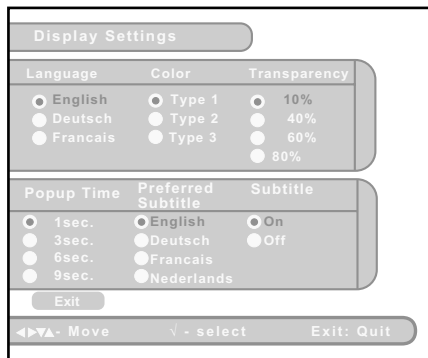 Display Settings
Language Color Transparency
English Type 1 10%
Deutsch Type 2 40%
Francais Type 3 60%
80%
Popup Time Preferred Subtitle Subtitle
1sec. English On
3sec. Deutsch Off
6sec. Francais
9sec. Nederlands
Exit
◀▶▼▲- Move √ - select Exit: Quit